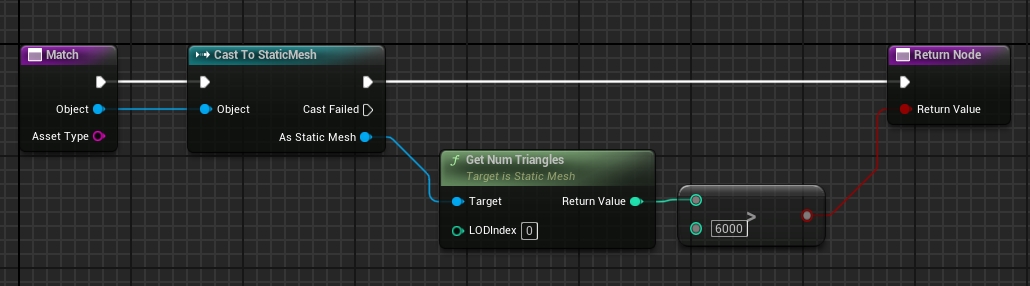 Match
Object
Asset Type
Cast To StaticMesh
Object
Cast Failed
As Static Mesh
f Get Num Triangles
Target is Static Mesh
Target
Return Value
LODIndex 0
>
6000
Return Node
Return Value